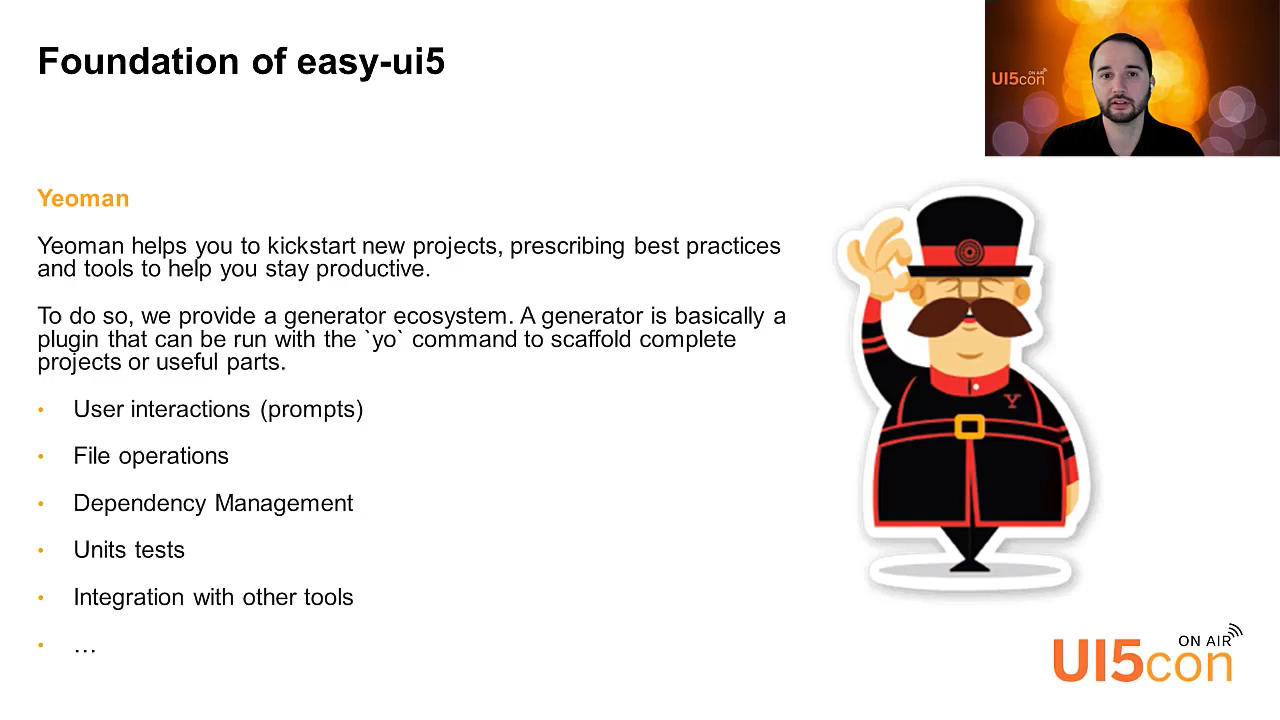 Foundation of easy-ui5
ON AIR
UI5con
Yeoman
Yeoman helps you to kickstart new projects, prescribing best practices
and tools to help you stay productive.
To do so, we provide a generator ecosystem. A generator is basically a
plugin that can be run with the `yo` command to scaffold complete
projects or useful parts.
• User interactions (prompts)
• File operations
• Dependency Management
• Units tests
• Integration with other tools
• …
Y
ON AIR
UI5con